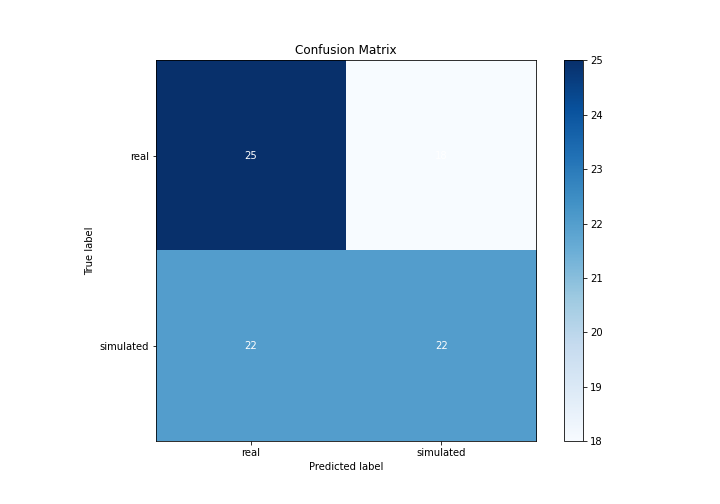 Confusion Matrix
25
24
23
22
21
20
19
18
real
25
simulated
22
22
True label
real
simulated
Predicted label